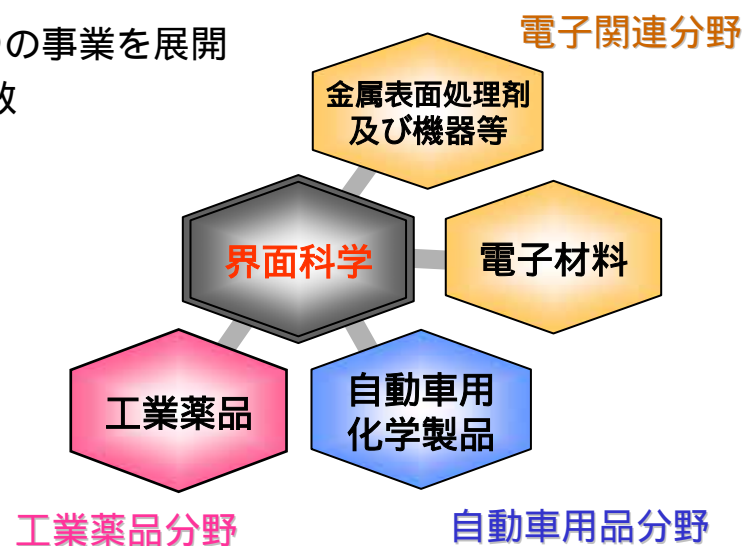 の事業を展開
数
電子関連分野
金属表面処理剤
及び機器等
界面科学
電子材料
工業薬品
自動車用
化学製品
工業薬品分野
自動車用品分野